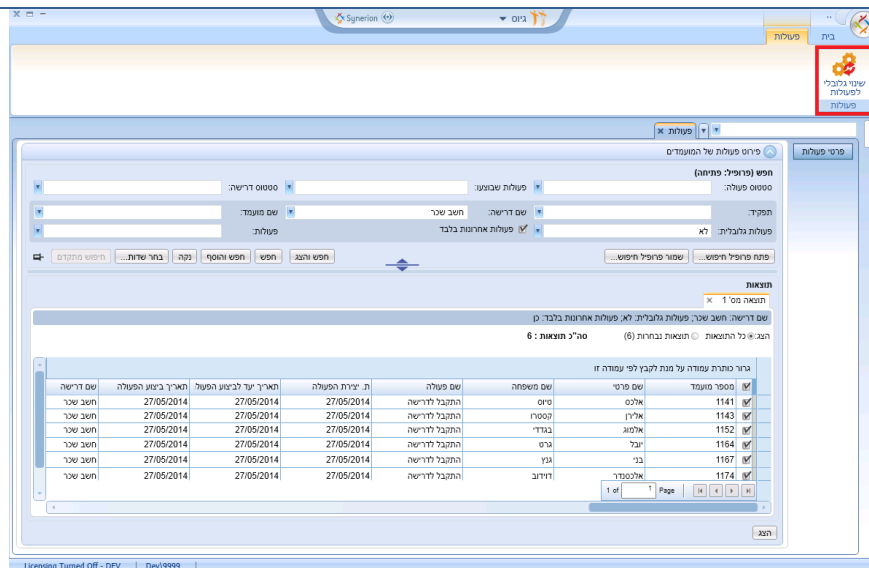 Synerion
גיוס
בית
פעולות
שינוי גלובלי
לפעולות
פעולות
פעולות
פרטי פעולות
פירוט פעולות של המועמדים
חפש (פרופיל: פתיחה)
סטטוס פעולה: פעולות שבוצעו: סטטוס דרישה:
תפקיד: שם דרישה: חשב שכר שם מועמד:
פעולות גלובלית: לא פעולות אחרונות בלבד פעולות:
פתח פרופיל חיפוש... שמור פרופיל חיפוש... חפש והצג חפש חפש והוסף נקה בחר שדות... חיפוש מתקדם
תוצאות
תוצאה מס' 1
שם דרישה: חשב שכר; פעולות גלובלית: לא; פעולות אחרונות בלבד: כן
הצג: כל התוצאות תוצאות נבחרות (6) סה"כ תוצאות : 6
גרור כותרת עמודה על מנת לקבץ לפי עמודה זו
מספר מועמד שם פרטי שם משפחה שם פעולה ת. יצירת הפעולה תאריך יעד לביצוע הפעולה תאריך ביצוע הפעולה שם דרישה
1141 אלכס טיוס התקבל לדרישה 27/05/2014 27/05/2014 27/05/2014 חשב שכר
1143 אלירן קסטרו התקבל לדרישה 27/05/2014 27/05/2014 27/05/2014 חשב שכר
1152 אלמוג בגדדי התקבל לדרישה 27/05/2014 27/05/2014 27/05/2014 חשב שכר
1164 יובל גרט התקבל לדרישה 27/05/2014 27/05/2014 27/05/2014 חשב שכר
1167 בני גנץ התקבל לדרישה 27/05/2014 27/05/2014 27/05/2014 חשב שכר
1174 אלכסנדר דוידוב התקבל לדרישה 27/05/2014 27/05/2014 27/05/2014 חשב שכר
Page 1 of 1
הצג
Licensing Turned Off - DEV | Dev\9999